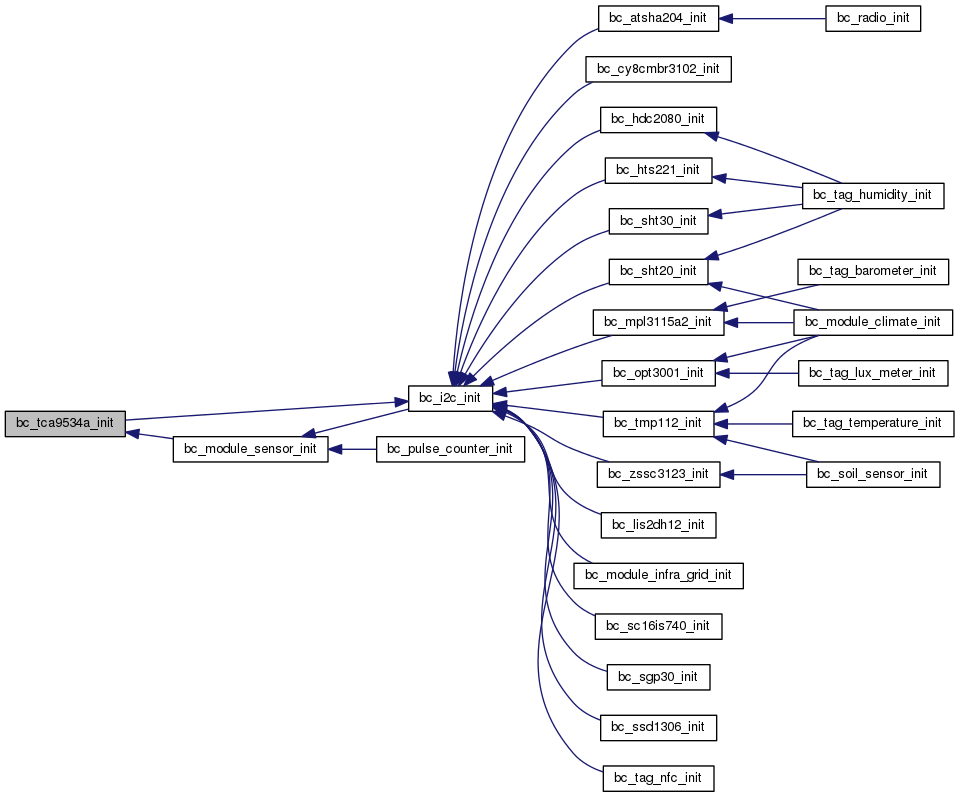 bc_atsha204_init
bc_radio_init
bc_cy8cmbr3102_init
bc_hdc2080_init
bc_hts221_init
bc_tag_humidity_init
bc_sht30_init
bc_sht20_init
bc_tag_barometer_init
bc_mpl3115a2_init
bc_module_climate_init
bc_opt3001_init
bc_tag_lux_meter_init
bc_i2c_init
bc_tca9534a_init
bc_tmp112_init
bc_tag_temperature_init
bc_module_sensor_init
bc_pulse_counter_init
bc_zssc3123_init
bc_soil_sensor_init
bc_lis2dh12_init
bc_module_infra_grid_init
bc_sc16is740_init
bc_sgp30_init
bc_ssd1306_init
bc_tag_nfc_init